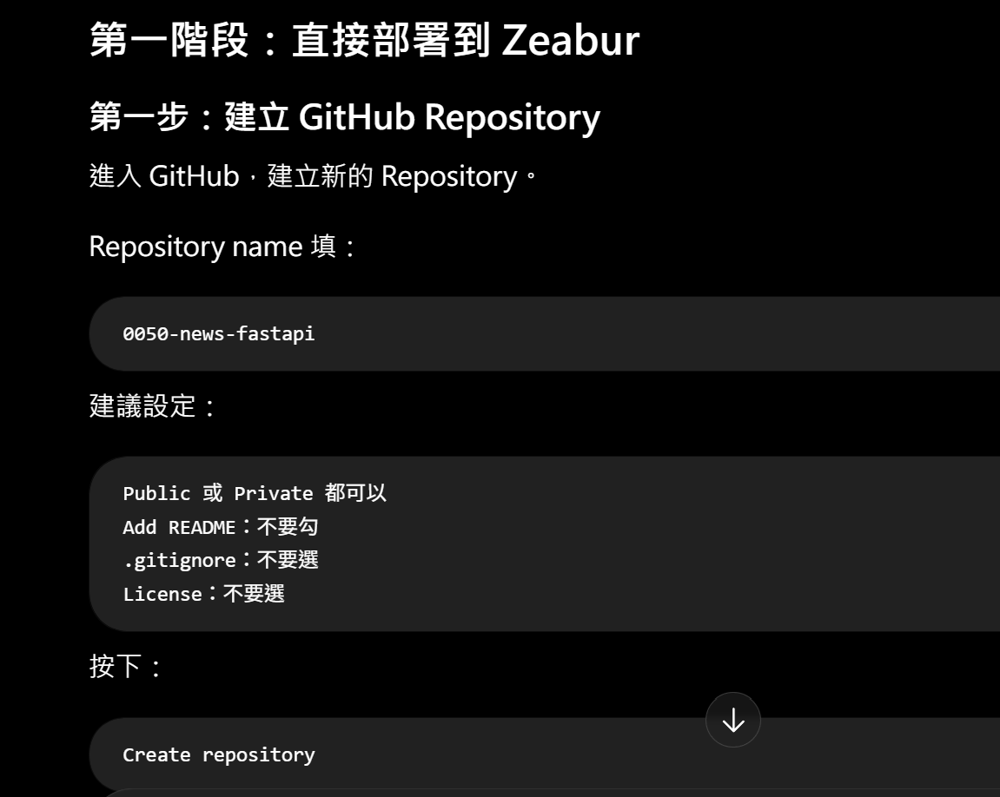 第一階段：直接部署到 Zeabur
第一步：建立 GitHub Repository
進入 GitHub，建立新的 Repository。
Repository name 填：
0050-news-fastapi
建議設定：
Public 或 Private 都可以
Add README：不要勾
.gitignore：不要選
License：不要選
按下：
Create repository